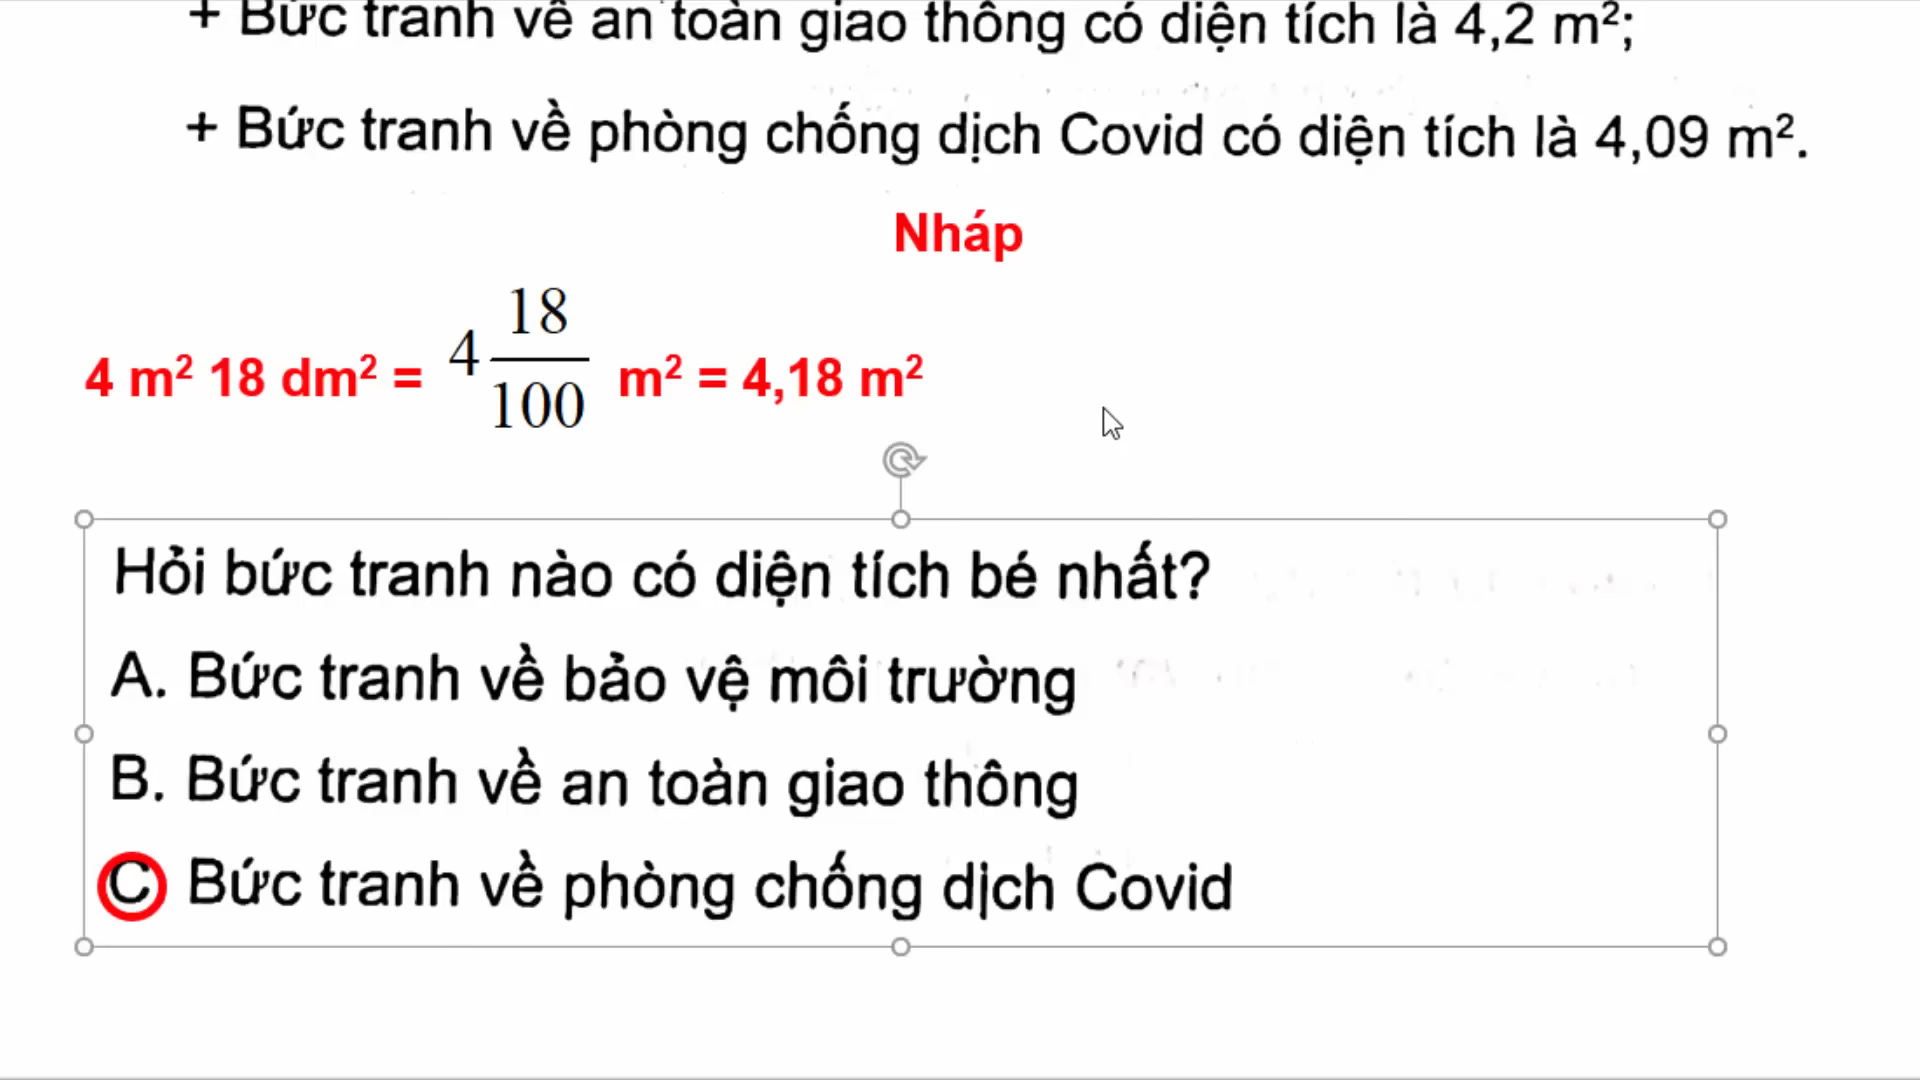 + Bức tranh về an toàn giao thông có diện tích là 4,2 m²;
+ Bức tranh về phòng chống dịch Covid có diện tích là 4,09 m².
Nháp
4 m² 18 dm² = 4 18/100 m² = 4,18 m²
Hỏi bức tranh nào có diện tích bé nhất?
A. Bức tranh về bảo vệ môi trường
B. Bức tranh về an toàn giao thông
C Bức tranh về phòng chống dịch Covid